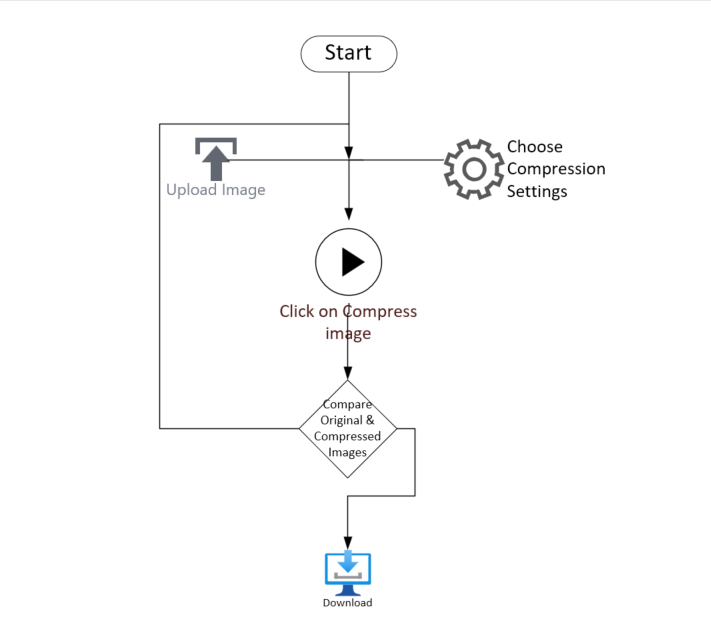 Start
Upload Image
Choose
Compression
Settings
Click on Compress
image
Compare
Original &
Compressed
Images
Download